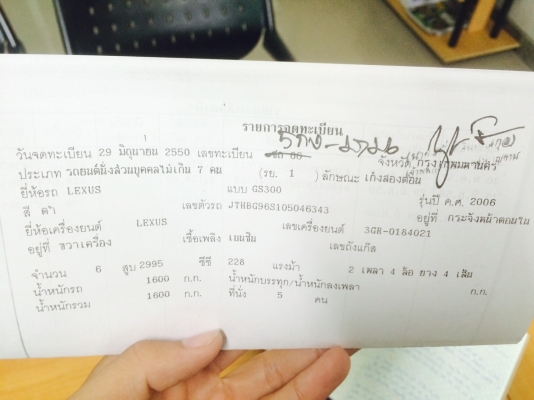 รายการจดทะเบียน
วันจดทะเบียน 29 มิถุนายน 2550 เลขทะเบียน จังหวัด กรุงเทพมหานคร
ประเภท รถยนต์นั่งส่วนบุคคลไม่เกิน 7 คน (รย. 1 ) ลักษณะ เก๋งสองตอน
ยี่ห้อรถ LEXUS แบบ GS300 รุ่นปี ค.ศ. 2006
สี ดำ เลขตัวรถ JTHBG96S105046343 อยู่ที่ กระจังหน้าตอนใน
ยี่ห้อเครื่องยนต์ LEXUS เลขเครื่องยนต์ 3GR-0184021
อยู่ที่ ขวาเครื่อง เชื้อเพลิง เบนซิน เลขถังแก๊ส
จำนวน 6 สูบ 2995 ซีซี 228 แรงม้า 2 เพลา 4 ล้อ ยาง 4 เส้น
น้ำหนักรถ 1600 ก.ก. น้ำหนักบรรทุก/น้ำหนักลงเพลา ก.ก.
น้ำหนักรวม 1600 ก.ก. ที่นั่ง 5 คน